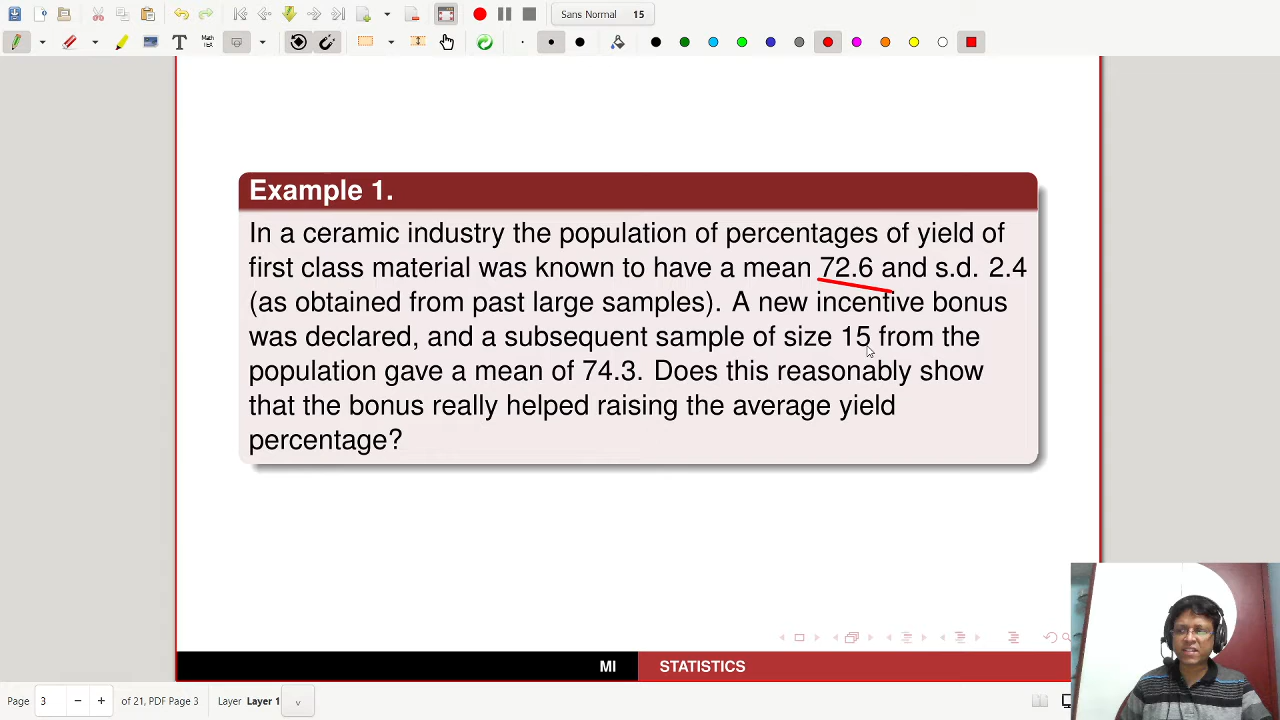 Sans Normal 15
Example 1.
In a ceramic industry the population of percentages of yield of
first class material was known to have a mean 72.6 and s.d. 2.4
(as obtained from past large samples). A new incentive bonus
was declared, and a subsequent sample of size 15 from the
population gave a mean of 74.3. Does this reasonably show
that the bonus really helped raising the average yield
percentage?
MI STATISTICS
Page 3 of 21, PDF Page 3 Layer Layer 1